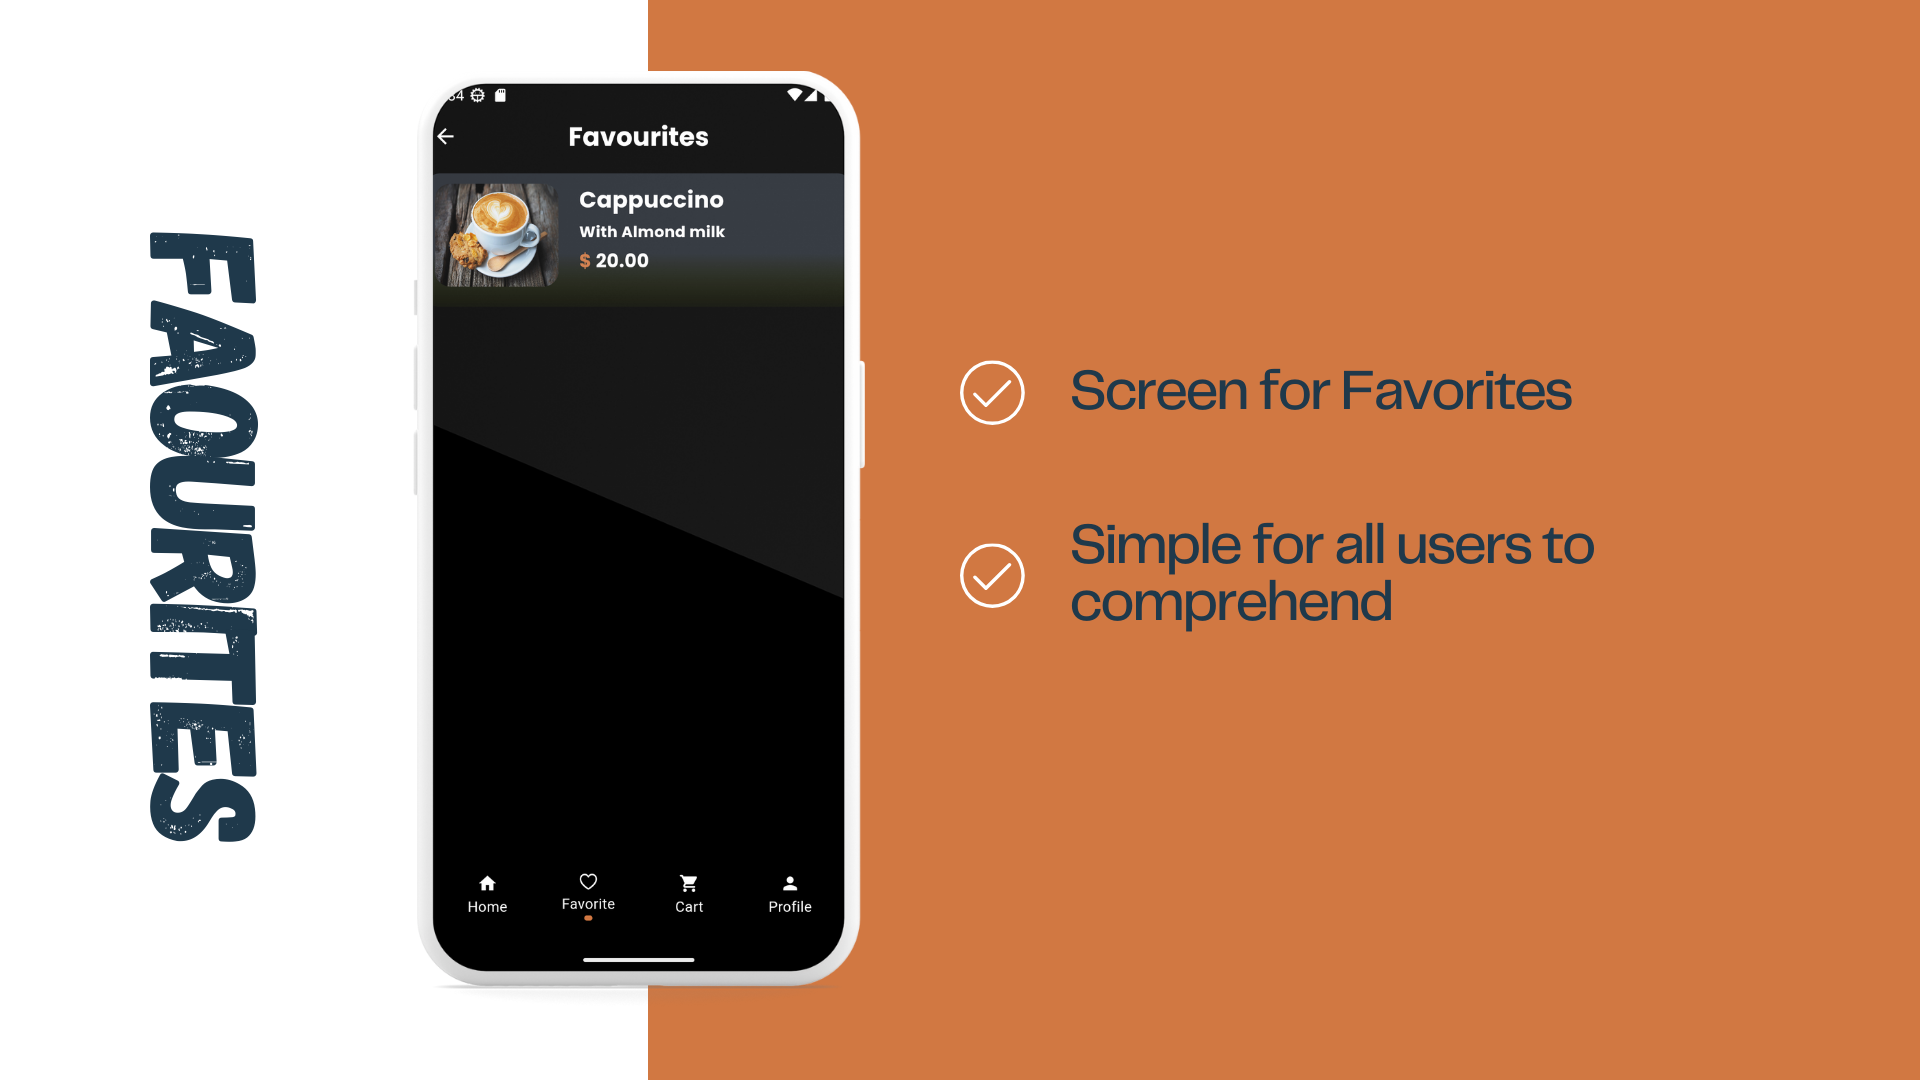 FAOURITES
Favourites
Cappuccino
With Almond milk
$ 20.00
Home
Favorite
Cart
Profile
Screen for Favorites
Simple for all users to
comprehend